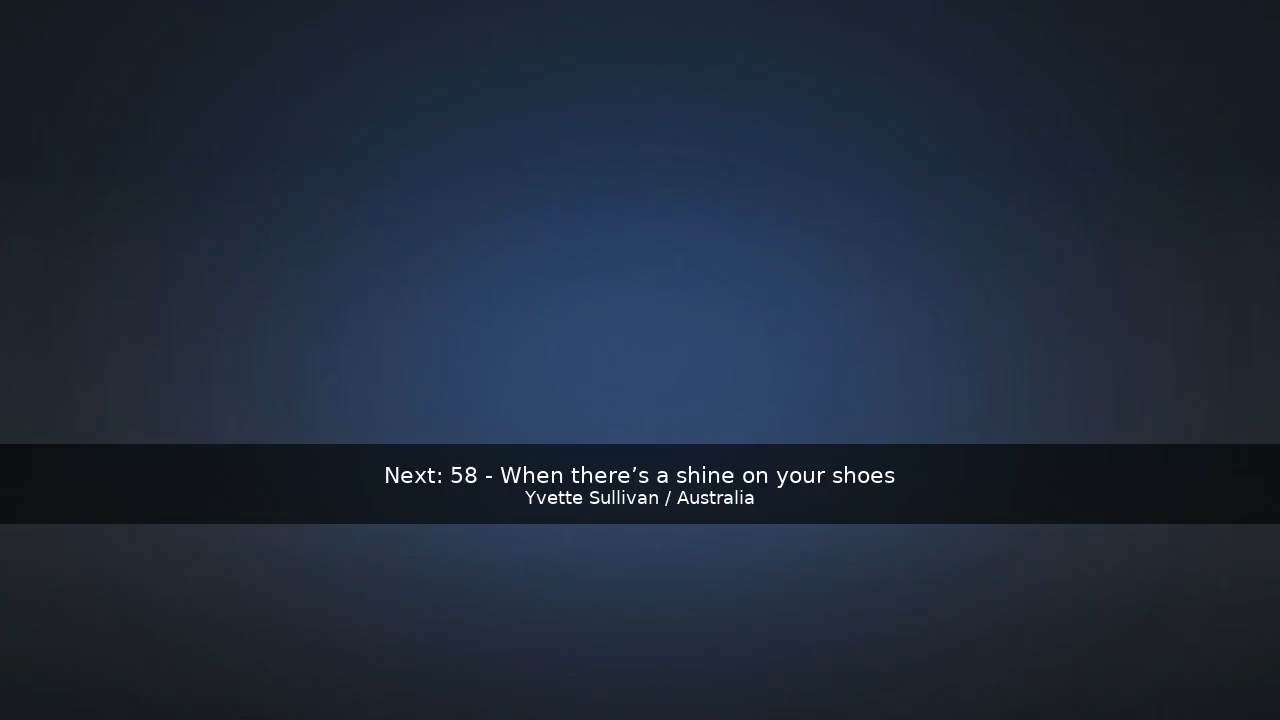 Next: 58 - When there’s a shine on your shoes
Yvette Sullivan / Australia